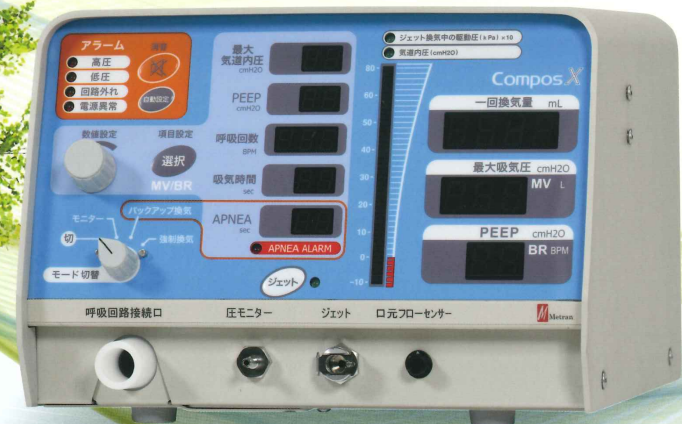 アラーム
消音
高圧
低圧
回路外れ
電源異常
自動設定
数値設定
項目設定
選択
MV/BR
モニター
バックアップ換気
切
強制換気
モード切替
最大
気道内圧
cmH2O
PEEP
cmH2O
呼吸回数
BPM
吸気時間
sec
APNEA
sec
APNEA ALARM
ジェット
ジェット換気中の駆動圧(kPa)×10
気道内圧(cmH2O)
80
60
50
40
30
20
10
0
-10
Compos X
一回換気量 mL
最大吸気圧 cmH2O
MV L
PEEP cmH2O
BR BPM
呼吸回路接続口
圧モニター
ジェット
口元フローセンサー
Metran